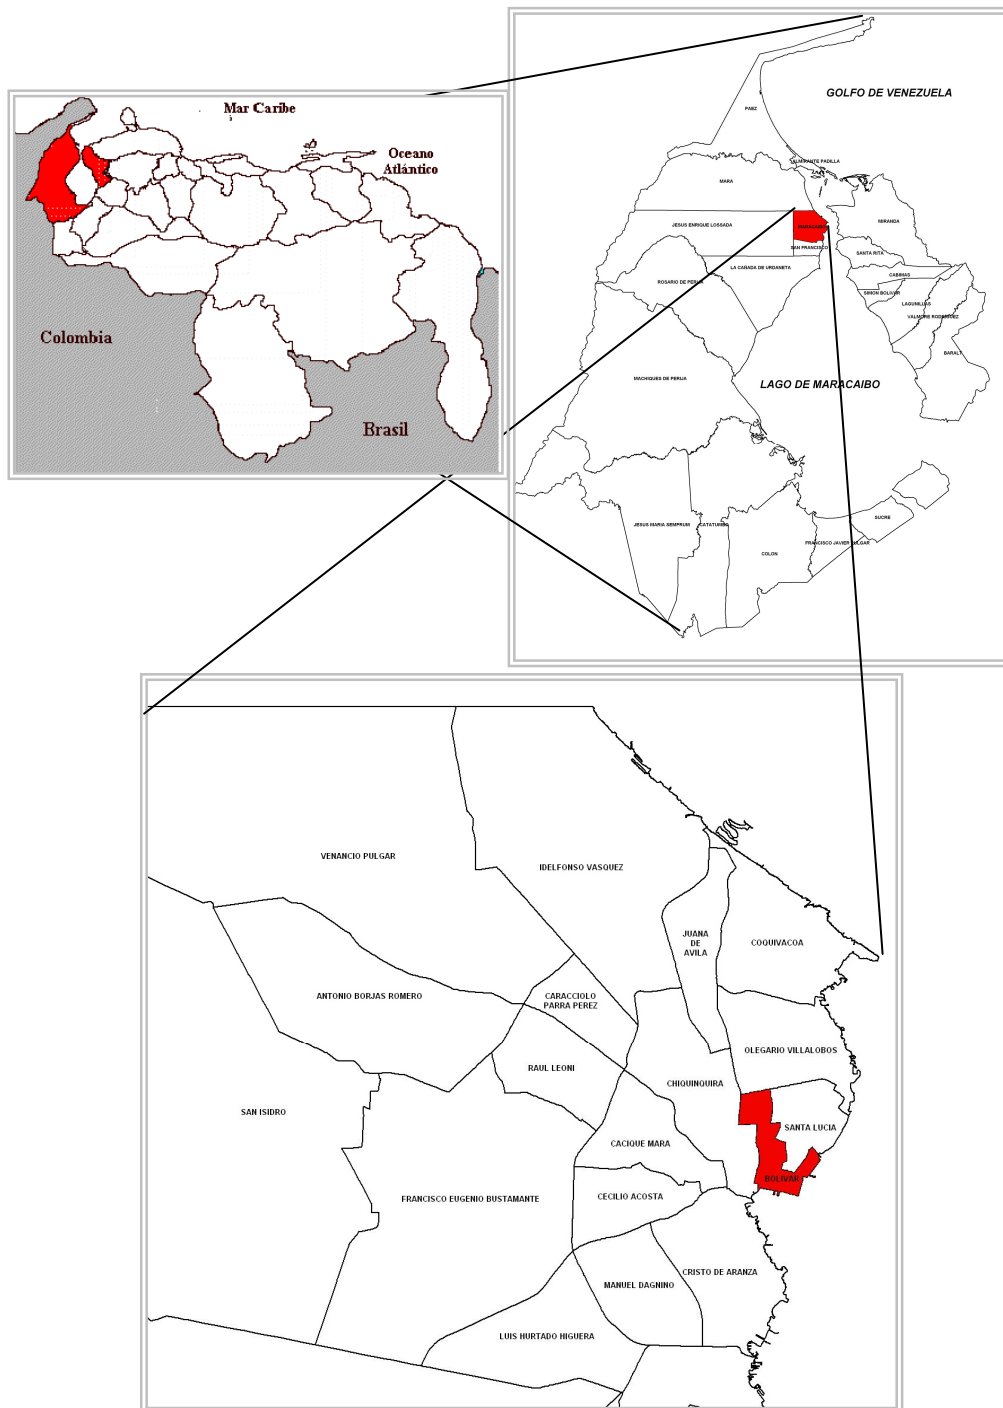 Mar Caribe
Oceano
Atlántico
Colombia
Brasil
GOLFO DE VENEZUELA
PAEZ
ALMIRANTE PADILLA
MARA
MIRANDA
JESUS ENRIQUE LOSSADA
MARACAIBO
SAN FRANCISCO
SANTA RITA
LA CAÑADA DE URDANETA
CABIMAS
ROSARIO DE PERIJA
SIMON BOLIVAR
LAGUNILLAS
VALMORE RODRIGUEZ
BARALT
MACHIQUES DE PERIJA
LAGO DE MARACAIBO
SUCRE
JESUS MARIA SEMPRUM
CATATUMBO
FRANCISCO JAVIER PULGAR
COLON
VENANCIO PULGAR
IDELFONSO VASQUEZ
JUANA
DE
AVILA
COQUIVACOA
ANTONIO BORJAS ROMERO
CARACCIOLO
PARRA PEREZ
OLEGARIO VILLALOBOS
RAUL LEONI
CHIQUINQUIRA
SAN ISIDRO
SANTA LUCIA
CACIQUE MARA
BOLIVAR
FRANCISCO EUGENIO BUSTAMANTE
CECILIO ACOSTA
CRISTO DE ARANZA
MANUEL DAGNINO
LUIS HURTADO HIGUERA